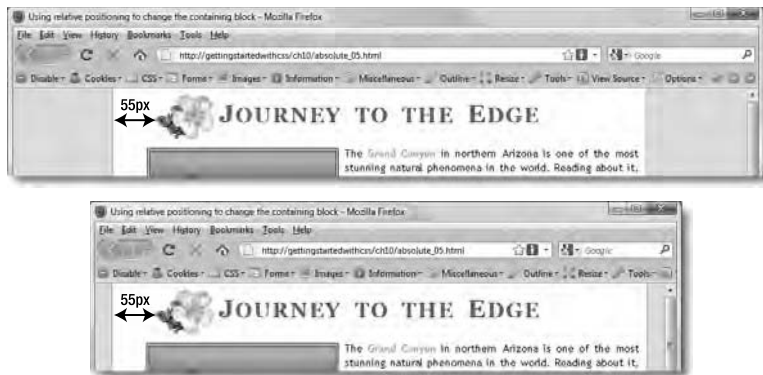 Using relative positioning to change the containing block - Mozilla Firefox
File Edit View History Bookmarks Tools Help
http://gettingstartedwithcss/ch10/absolute_05.html
Google
Disable Cookies CSS Forms Images Information Miscellaneous Outline Resize Tools View Source Options
55px
JOURNEY TO THE EDGE
The Grand Canyon in northern Arizona is one of the most
stunning natural phenomena in the world. Reading about it,
Using relative positioning to change the containing block - Mozilla Firefox
File Edit View History Bookmarks Tools Help
http://gettingstartedwithcss/ch10/absolute_05.html
Google
Disable Cookies CSS Forms Images Information Miscellaneous Outline Resize Tools
55px
JOURNEY TO THE EDGE
The Grand Canyon in northern Arizona is one of the most
stunning natural phenomena in the world. Reading about it,